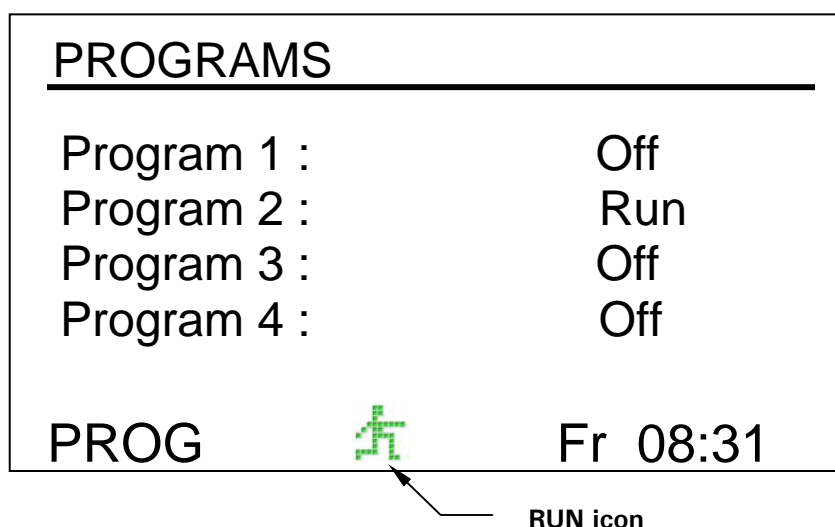 PROGRAMS
Program 1 : Off
Program 2 : Run
Program 3 : Off
Program 4 : Off
PROG Fr 08:31
RUN icon